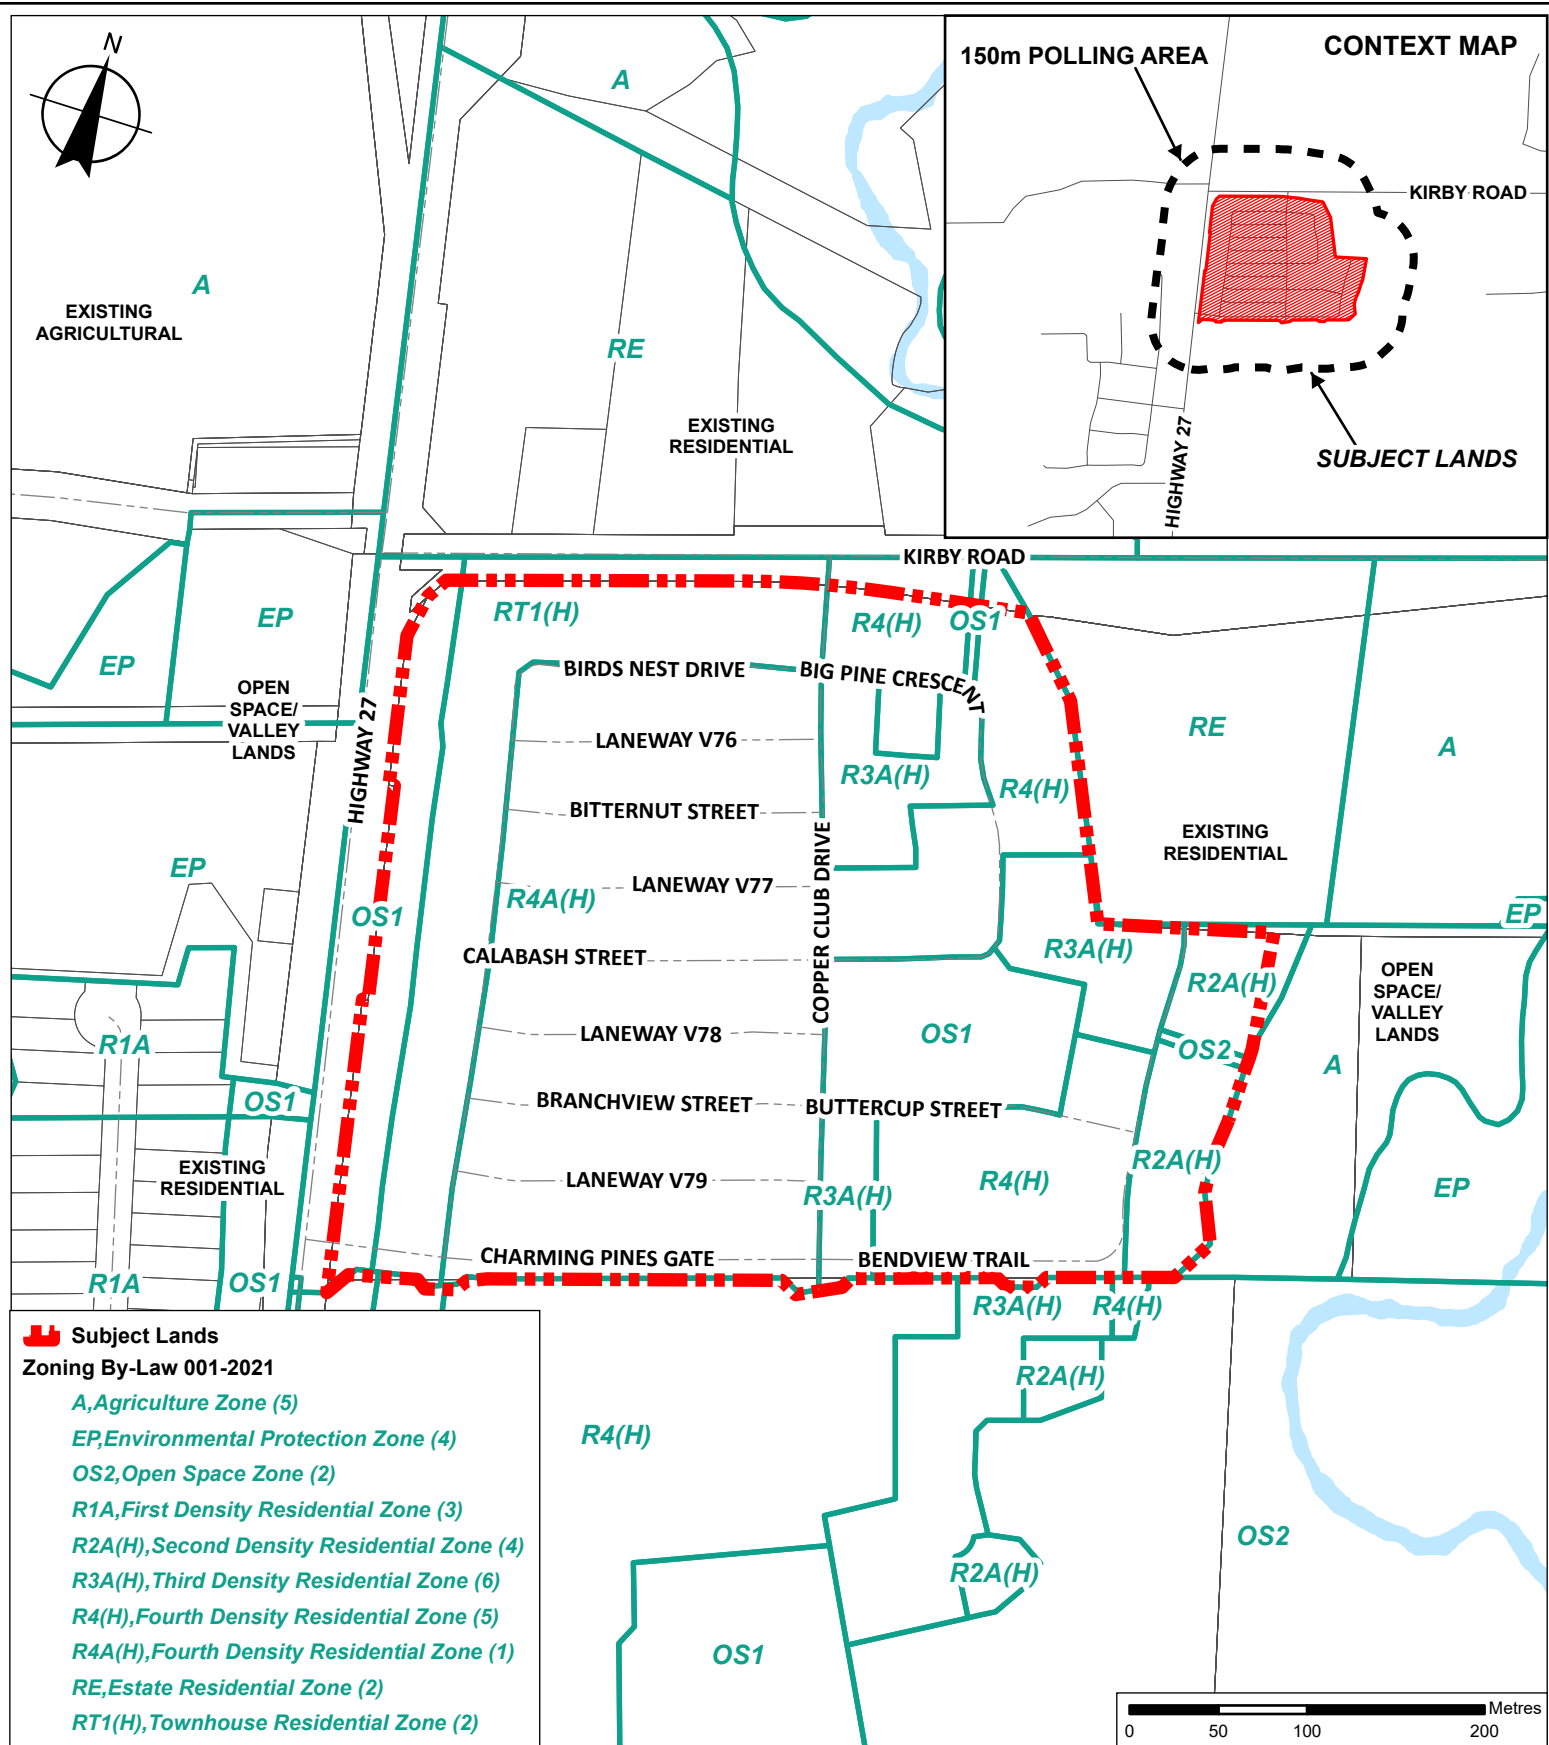 N
CONTEXT MAP
150m POLLING AREA
KIRBY ROAD
HIGHWAY 27
SUBJECT LANDS
A
A
EXISTING
AGRICULTURAL
RE
EXISTING
RESIDENTIAL
KIRBY ROAD
RT1(H)
R4(H)
OS1
EP
EP
BIRDS NEST DRIVE
BIG PINE CRESCENT
OPEN
SPACE/
VALLEY
LANDS
HIGHWAY 27
LANEWAY V76
RE
A
R3A(H)
R4(H)
BITTERNUT STREET
COPPER CLUB DRIVE
EXISTING
RESIDENTIAL
EP
LANEWAY V77
R4A(H)
OS1
EP
CALABASH STREET
R3A(H)
R2A(H)
OPEN
SPACE/
VALLEY
LANDS
LANEWAY V78
OS1
R1A
OS2
A
OS1
BRANCHVIEW STREET
BUTTERCUP STREET
EXISTING
RESIDENTIAL
LANEWAY V79
R3A(H)
R4(H)
R2A(H)
EP
CHARMING PINES GATE
BENDVIEW TRAIL
R1A
OS1
R3A(H)
R4(H)
R2A(H)
R4(H)
OS2
R2A(H)
OS1
Subject Lands
Zoning By-Law 001-2021
A,Agriculture Zone (5)
EP,Environmental Protection Zone (4)
OS2,Open Space Zone (2)
R1A,First Density Residential Zone (3)
R2A(H),Second Density Residential Zone (4)
R3A(H),Third Density Residential Zone (6)
R4(H),Fourth Density Residential Zone (5)
R4A(H),Fourth Density Residential Zone (1)
RE,Estate Residential Zone (2)
RT1(H),Townhouse Residential Zone (2)
Metres
0 50 100 200